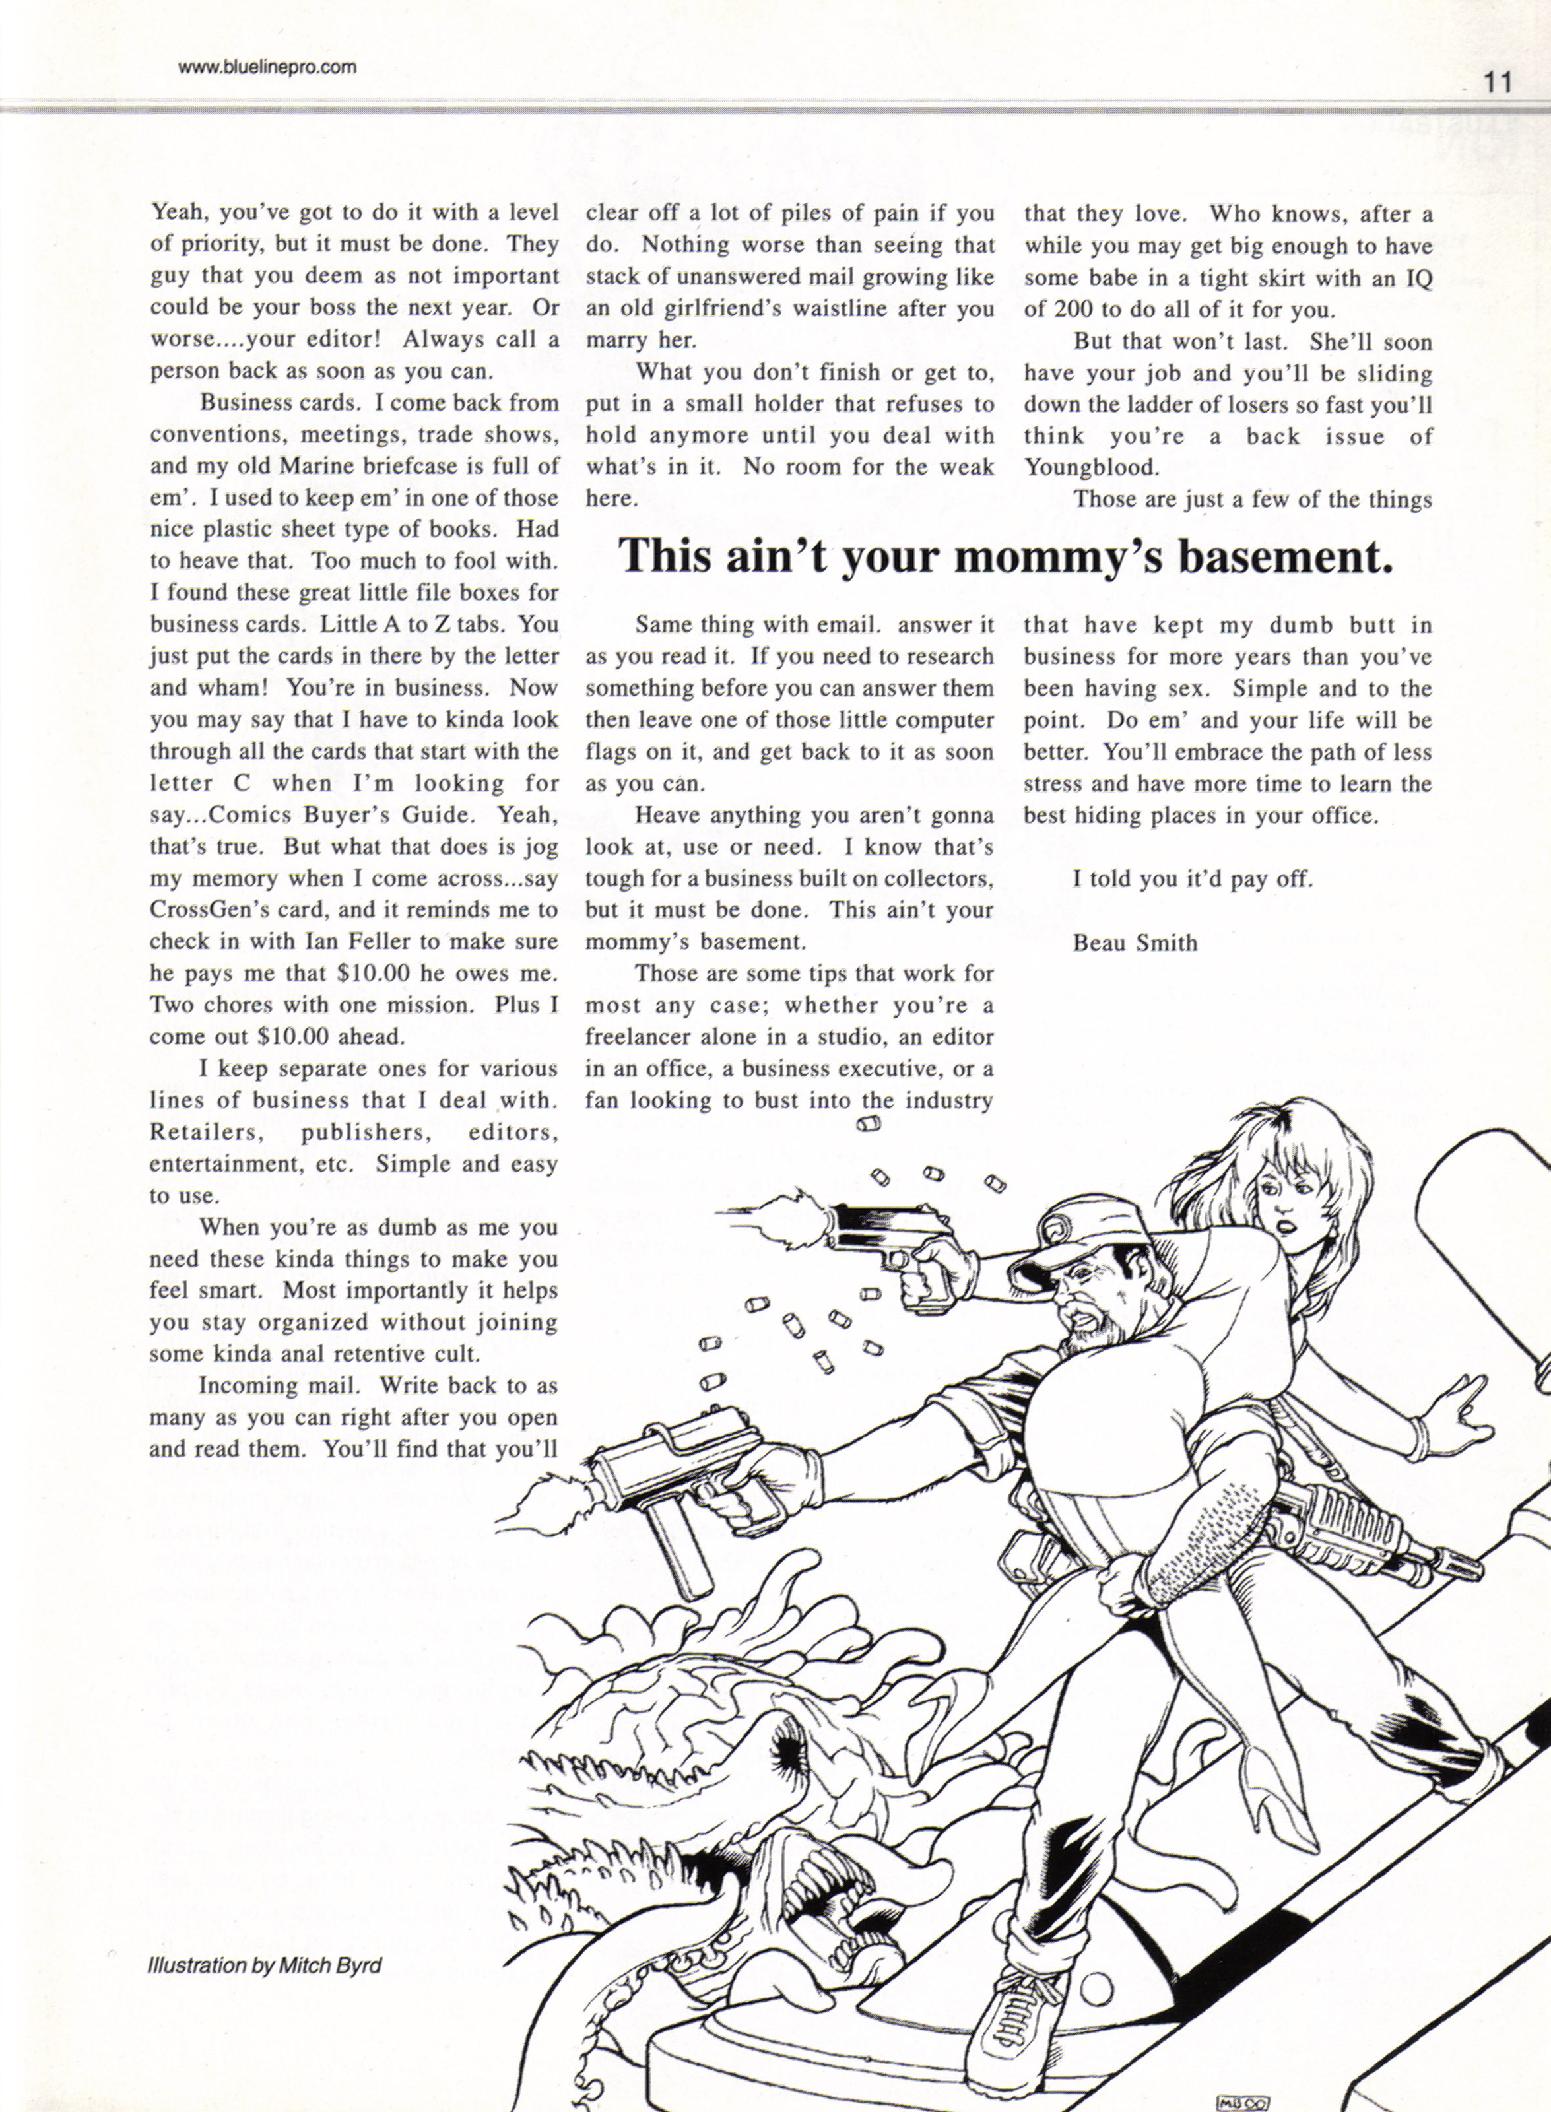 www.bluelinepro.com
11
Yeah, you've got to do it with a level
of priority, but it must be done. They
guy that you deem as not important
could be your boss the next year. Or
worse....your editor! Always call a
person back as soon as you can.
Business cards. I come back from
conventions, meetings, trade shows,
and my old Marine briefcase is full of
em'. I used to keep em' in one of those
nice plastic sheet type of books. Had
to heave that. Too much to fool with.
I found these great little file boxes for
business cards. Little A to Z tabs. You
just put the cards in there by the letter
and wham! You're in business. Now
you may say that I have to kinda look
through all the cards that start with the
letter C when I'm looking for
say...Comics Buyer's Guide. Yeah,
that's true. But what that does is jog
my memory when I come across...say
CrossGen's card, and it reminds me to
check in with Ian Feller to make sure
he pays me that $10.00 he owes me.
Two chores with one mission. Plus I
come out $10.00 ahead.
I keep separate ones for various
lines of business that I deal with.
Retailers, publishers, editors,
entertainment, etc. Simple and easy
to use.
When you're as dumb as me you
need these kinda things to make you
feel smart. Most importantly it helps
you stay organized without joining
some kinda anal retentive cult.
Incoming mail. Write back to as
many as you can right after you open
and read them. You'll find that you'll
clear off a lot of piles of pain if you
do. Nothing worse than seeing that
stack of unanswered mail growing like
an old girlfriend's waistline after you
marry her.
What you don't finish or get to,
put in a small holder that refuses to
hold anymore until you deal with
what's in it. No room for the weak
here.
This ain't your mommy's basement.
Same thing with email. answer it
as you read it. If you need to research
something before you can answer them
then leave one of those little computer
flags on it, and get back to it as soon
as you can.
Heave anything you aren't gonna
look at, use or need. I know that's
tough for a business built on collectors,
but it must be done. This ain't your
mommy's basement.
Those are some tips that work for
most any case; whether you're a
freelancer alone in a studio, an editor
in an office, a business executive, or a
fan looking to bust into the industry
that they love. Who knows, after a
while you may get big enough to have
some babe in a tight skirt with an IQ
of 200 to do all of it for you.
But that won't last. She'll soon
have your job and you'll be sliding
down the ladder of losers so fast you'll
think you're a back issue of
Youngblood.
Those are just a few of the things
that have kept my dumb butt in
business for more years than you've
been having sex. Simple and to the
point. Do em' and your life will be
better. You'll embrace the path of less
stress and have more time to learn the
best hiding places in your office.
I told you it'd pay off.
Beau Smith
Illustration by Mitch Byrd
MB00